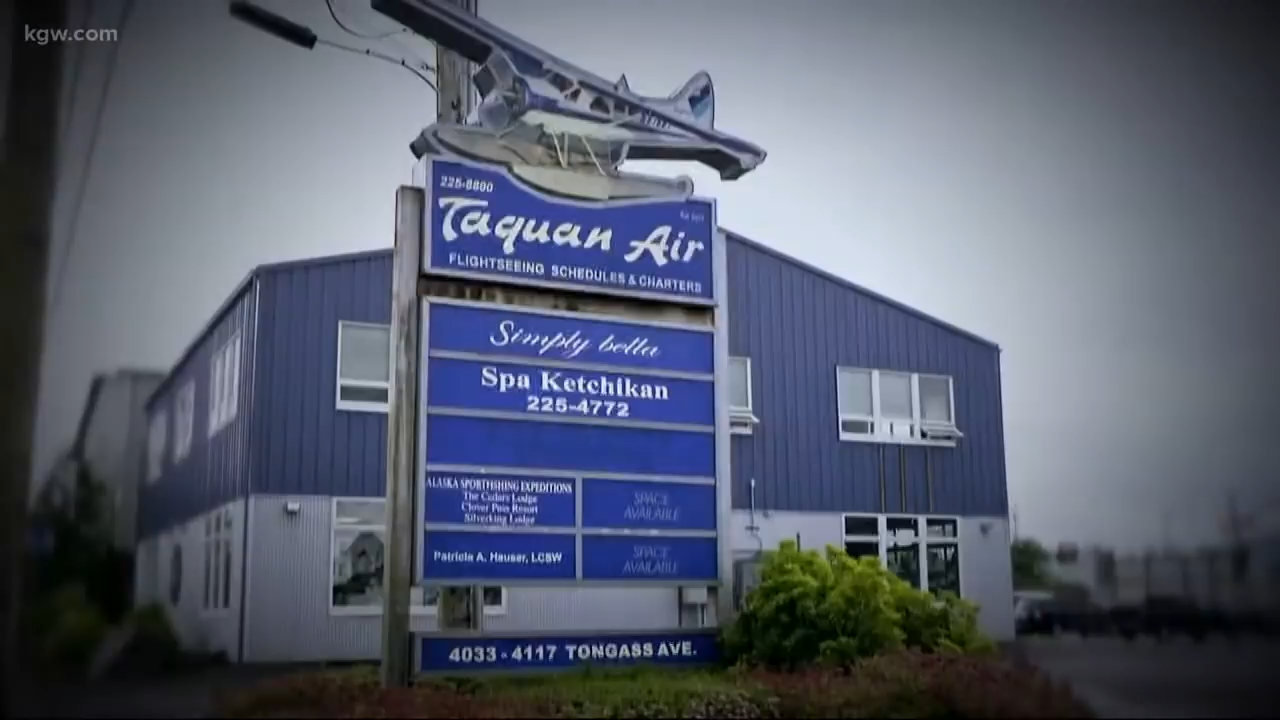 kgw.com
225-8800
Taquan Air
FLIGHTSEEING SCHEDULES & CHARTERS
Simply bella
Spa Ketchikan
225-4772
ALASKA SPORTFISHING EXPEDITIONS
The Cedars Lodge
Clover Pass Resort
Silverking Lodge
SPACE
AVAILABLE
Patricia A. Hauser, LCSW
SPACE
AVAILABLE
4033 - 4117 TONGASS AVE.